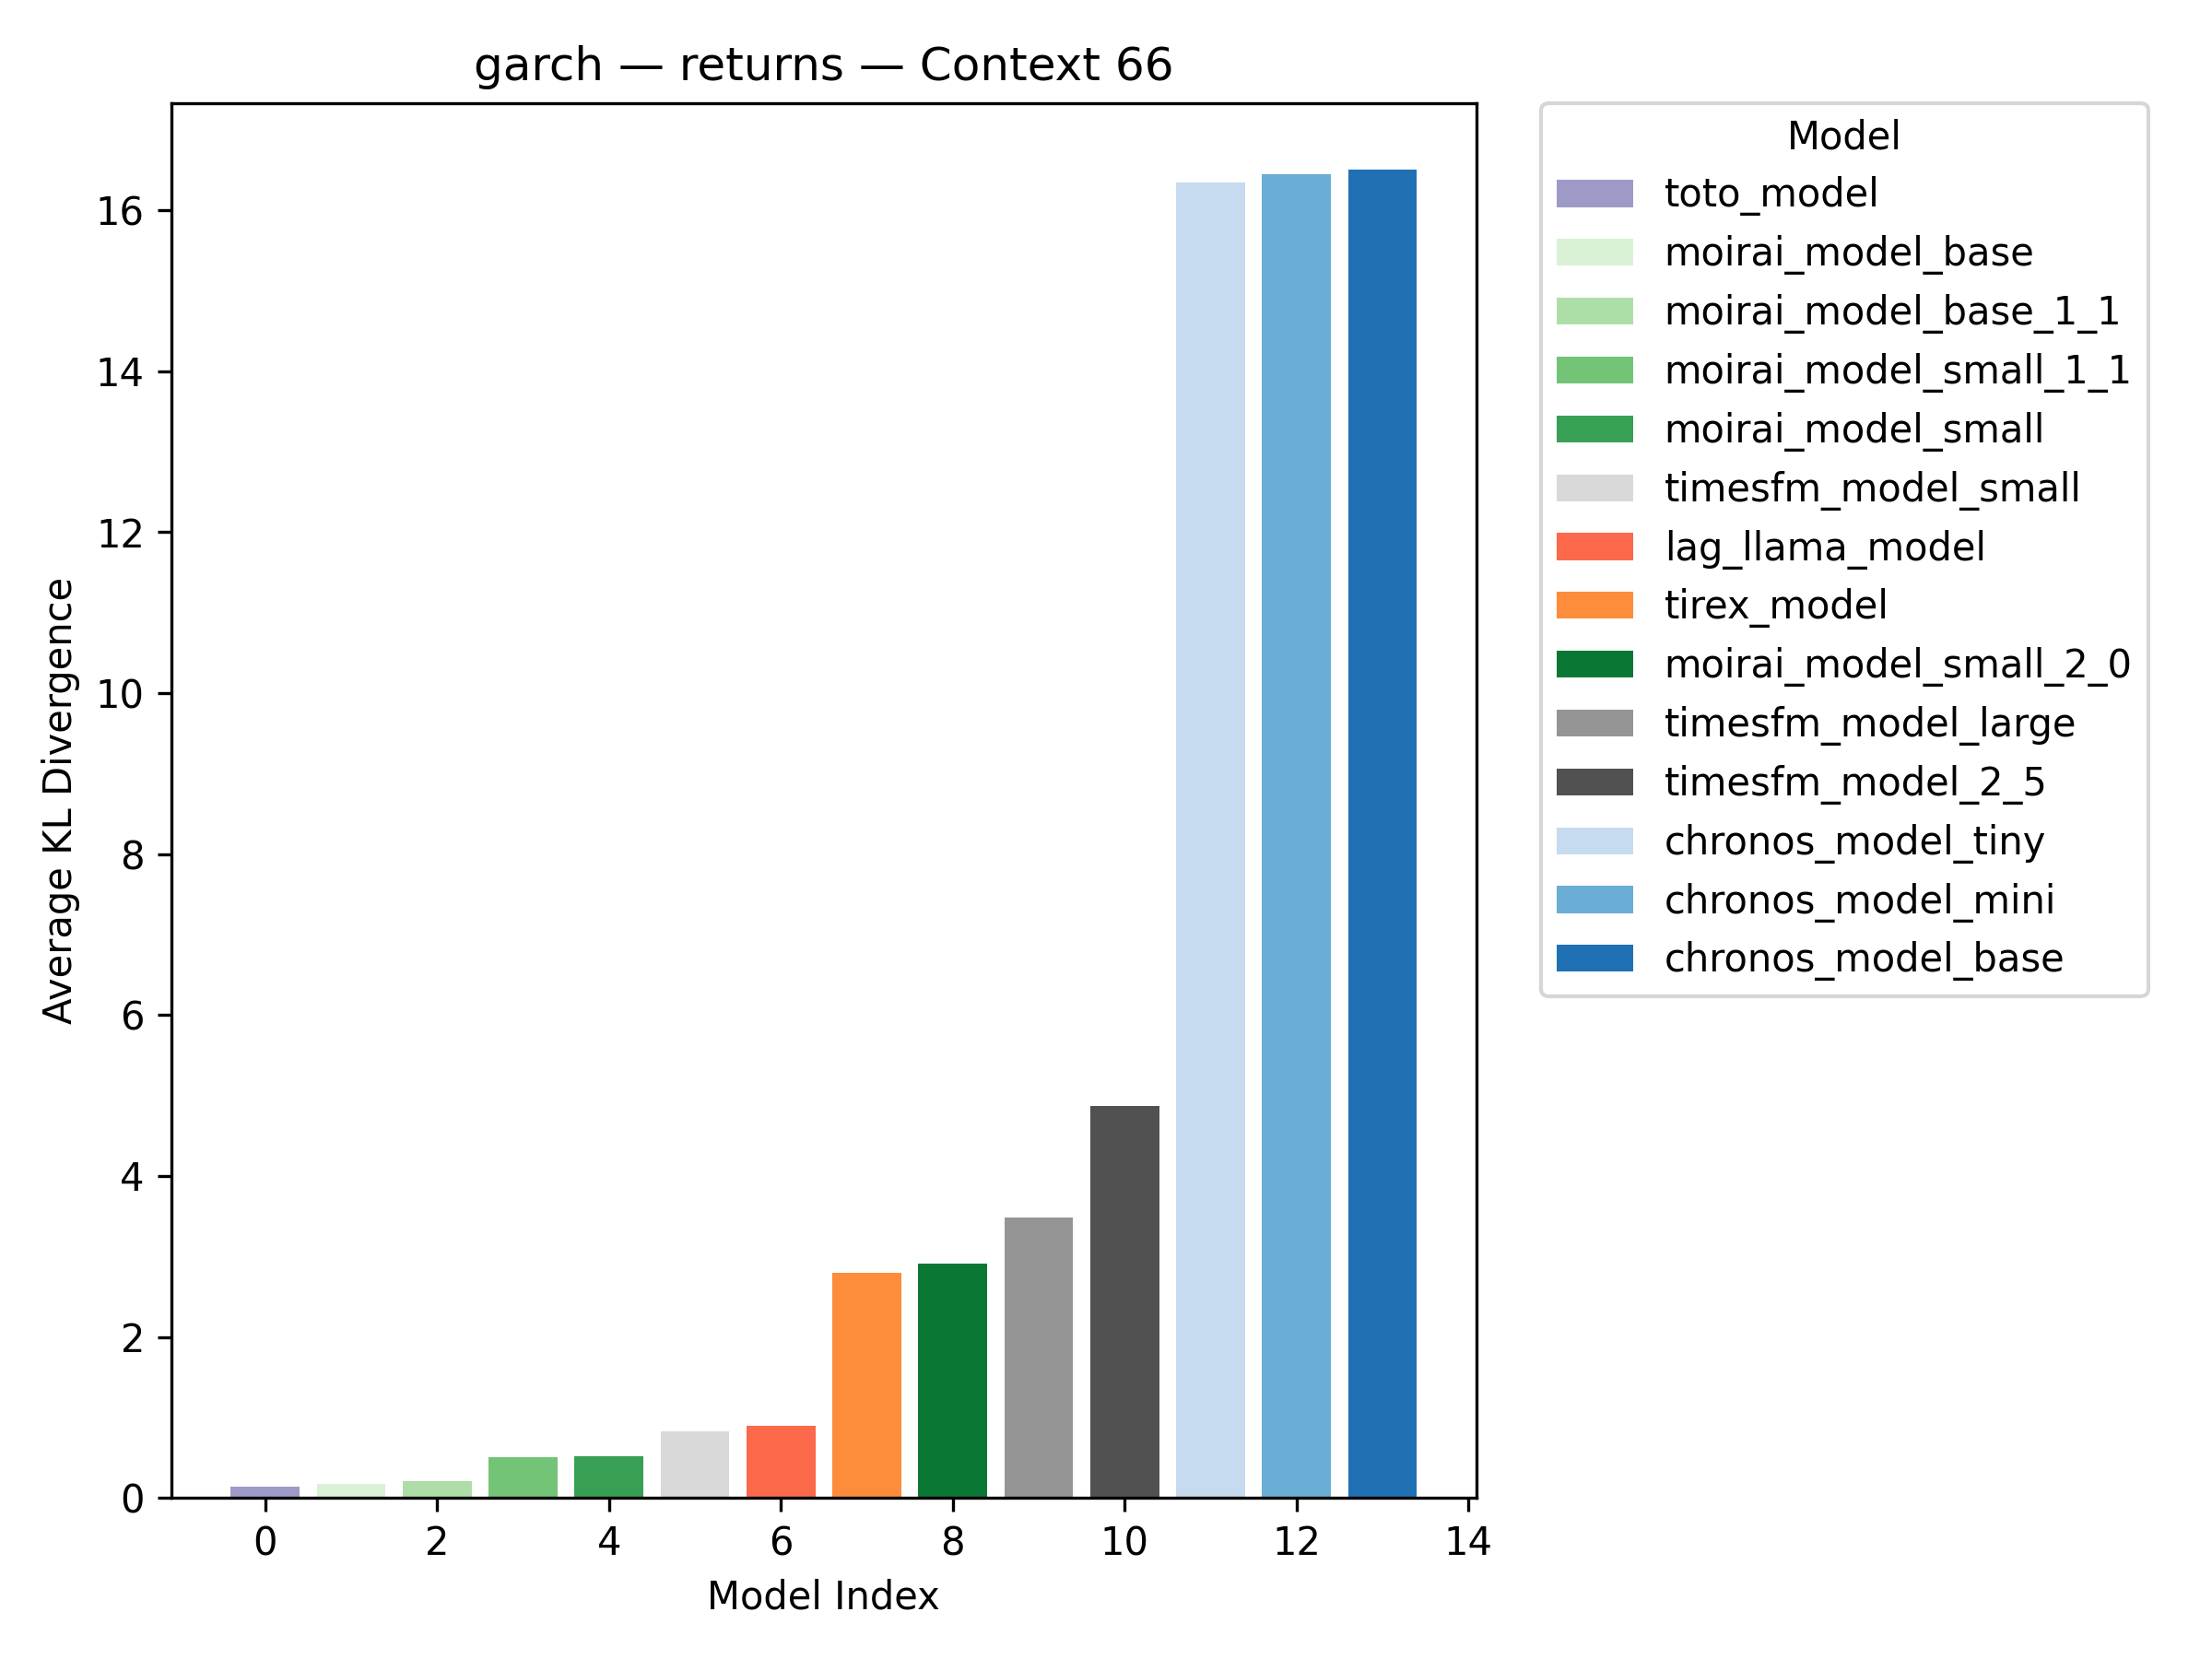 garch — returns — Context 66
Average KL Divergence
16
14
12
10
8
6
4
2
0
0 2 4 6 8 10 12 14
Model Index
Model
toto_model
moirai_model_base
moirai_model_base_1_1
moirai_model_small_1_1
moirai_model_small
timesfm_model_small
lag_llama_model
tirex_model
moirai_model_small_2_0
timesfm_model_large
timesfm_model_2_5
chronos_model_tiny
chronos_model_mini
chronos_model_base